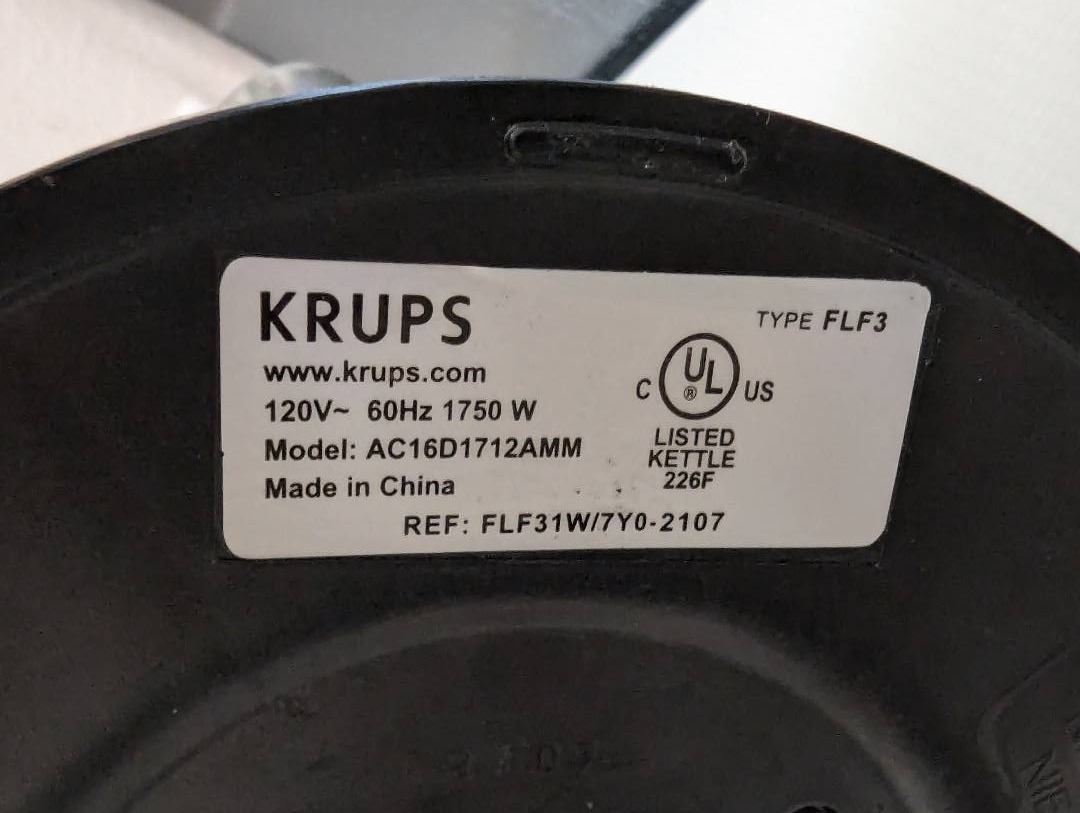 KRUPS
TYPE FLF3
www.krups.com
120V~ 60Hz 1750 W
Model: AC16D1712AMM
Made in China
C UL® US
LISTED
KETTLE
226F
REF: FLF31W/7Y0-2107